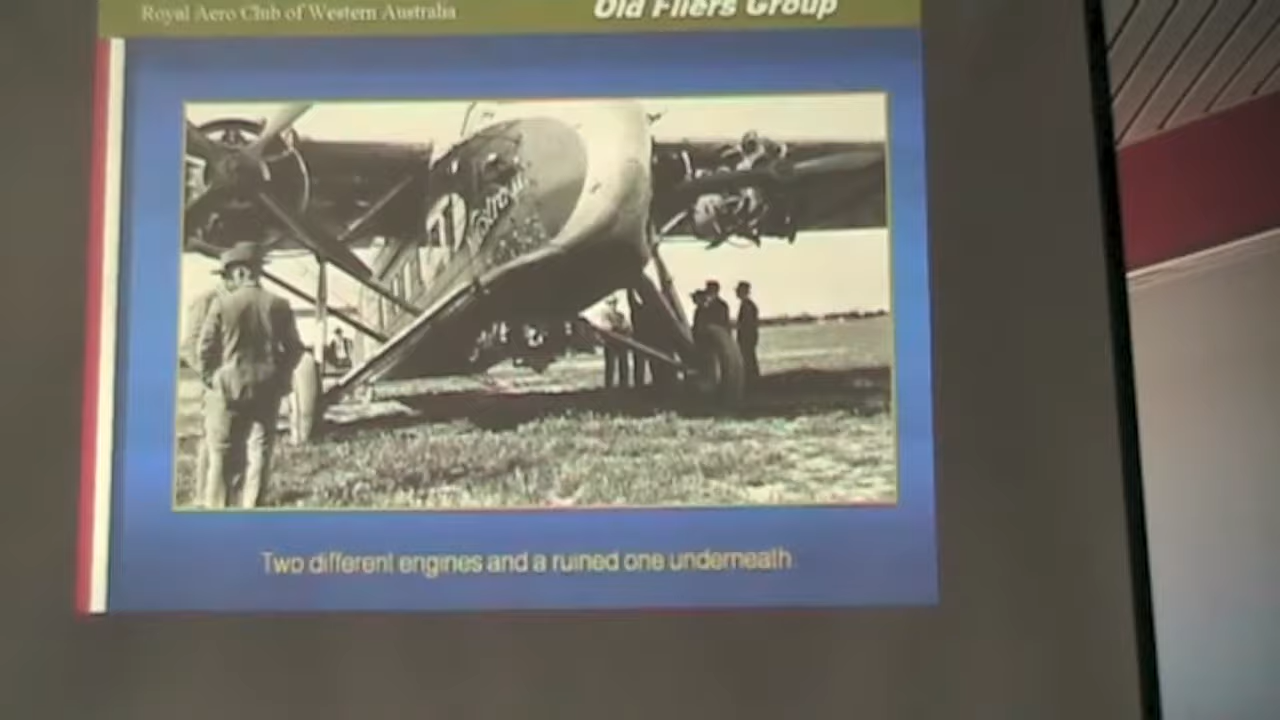 Royal Aero Club of Western Australia
Old Fliers Group
Two different engines and a ruined one underneath